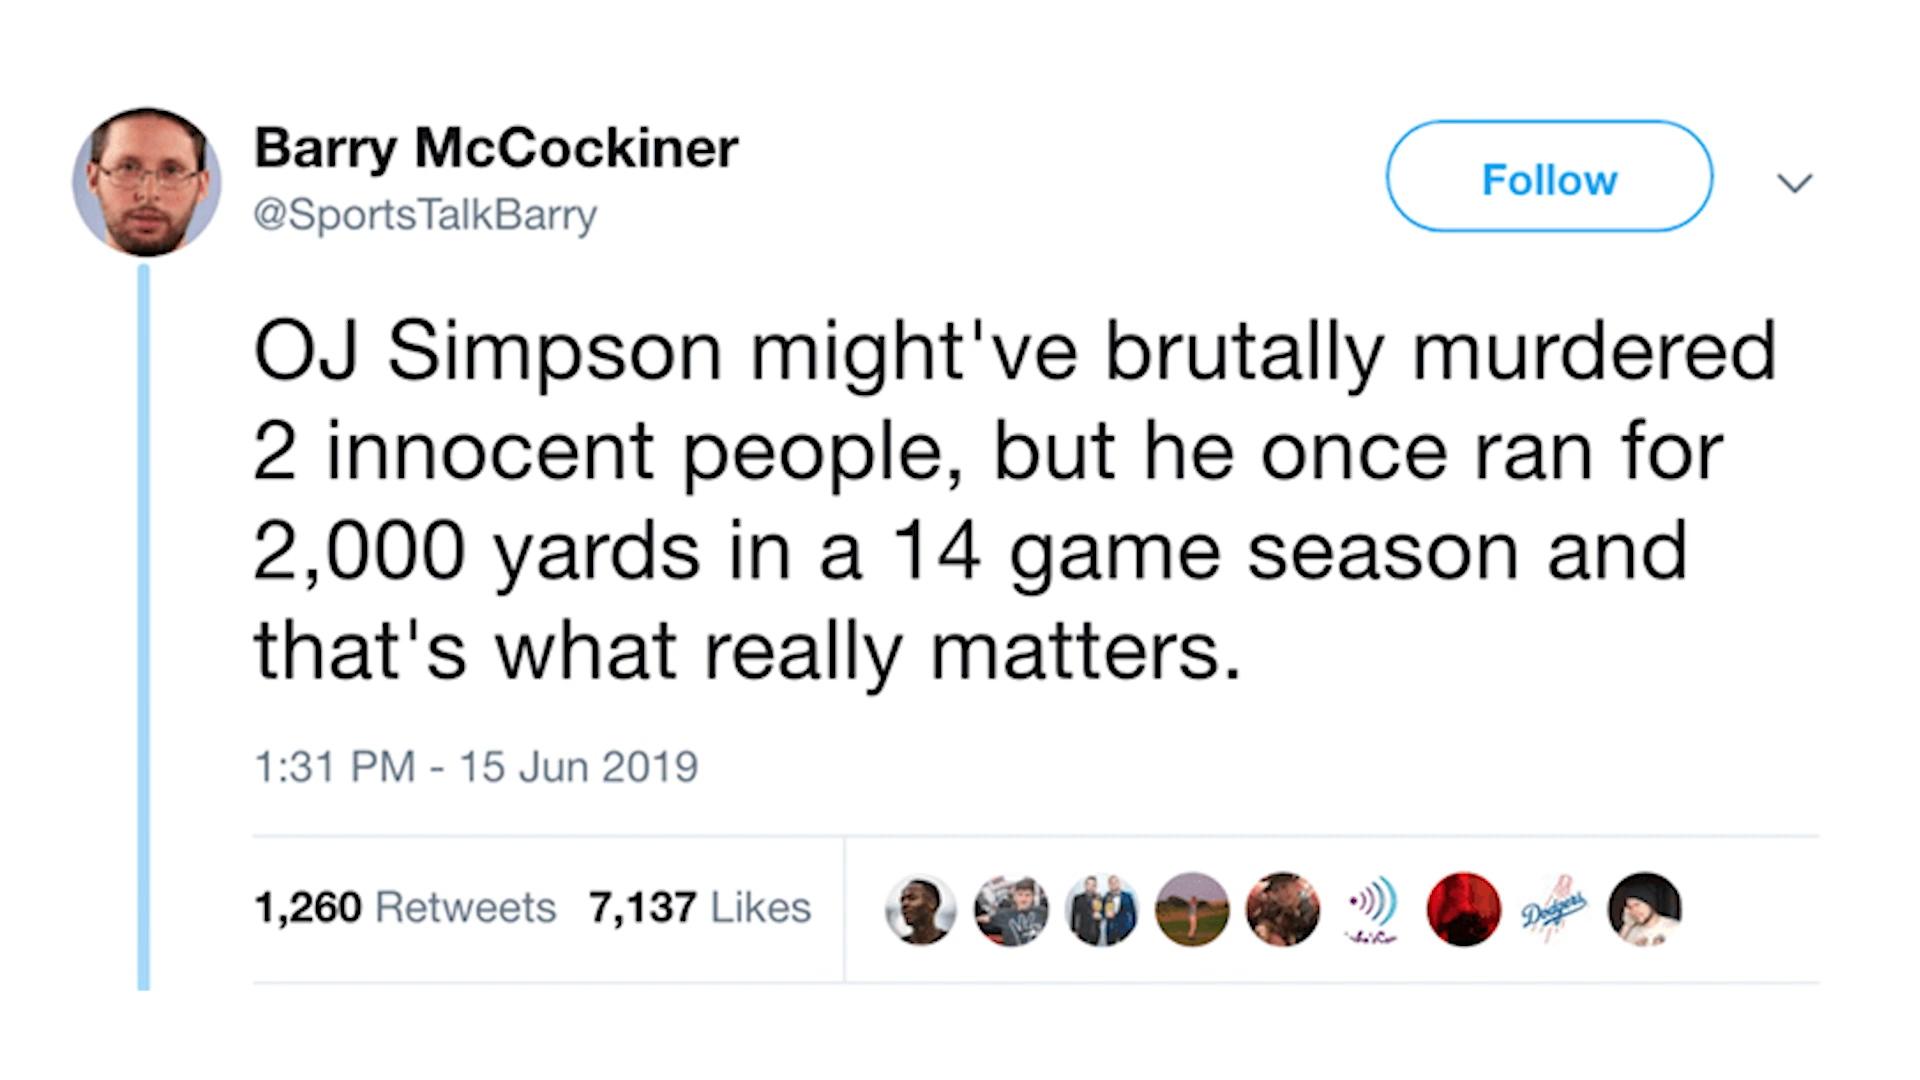 Barry McCockiner
@SportsTalkBarry
Follow
OJ Simpson might've brutally murdered
2 innocent people, but he once ran for
2,000 yards in a 14 game season and
that's what really matters.
1:31 PM - 15 Jun 2019
1,260 Retweets 7,137 Likes
Dodgers